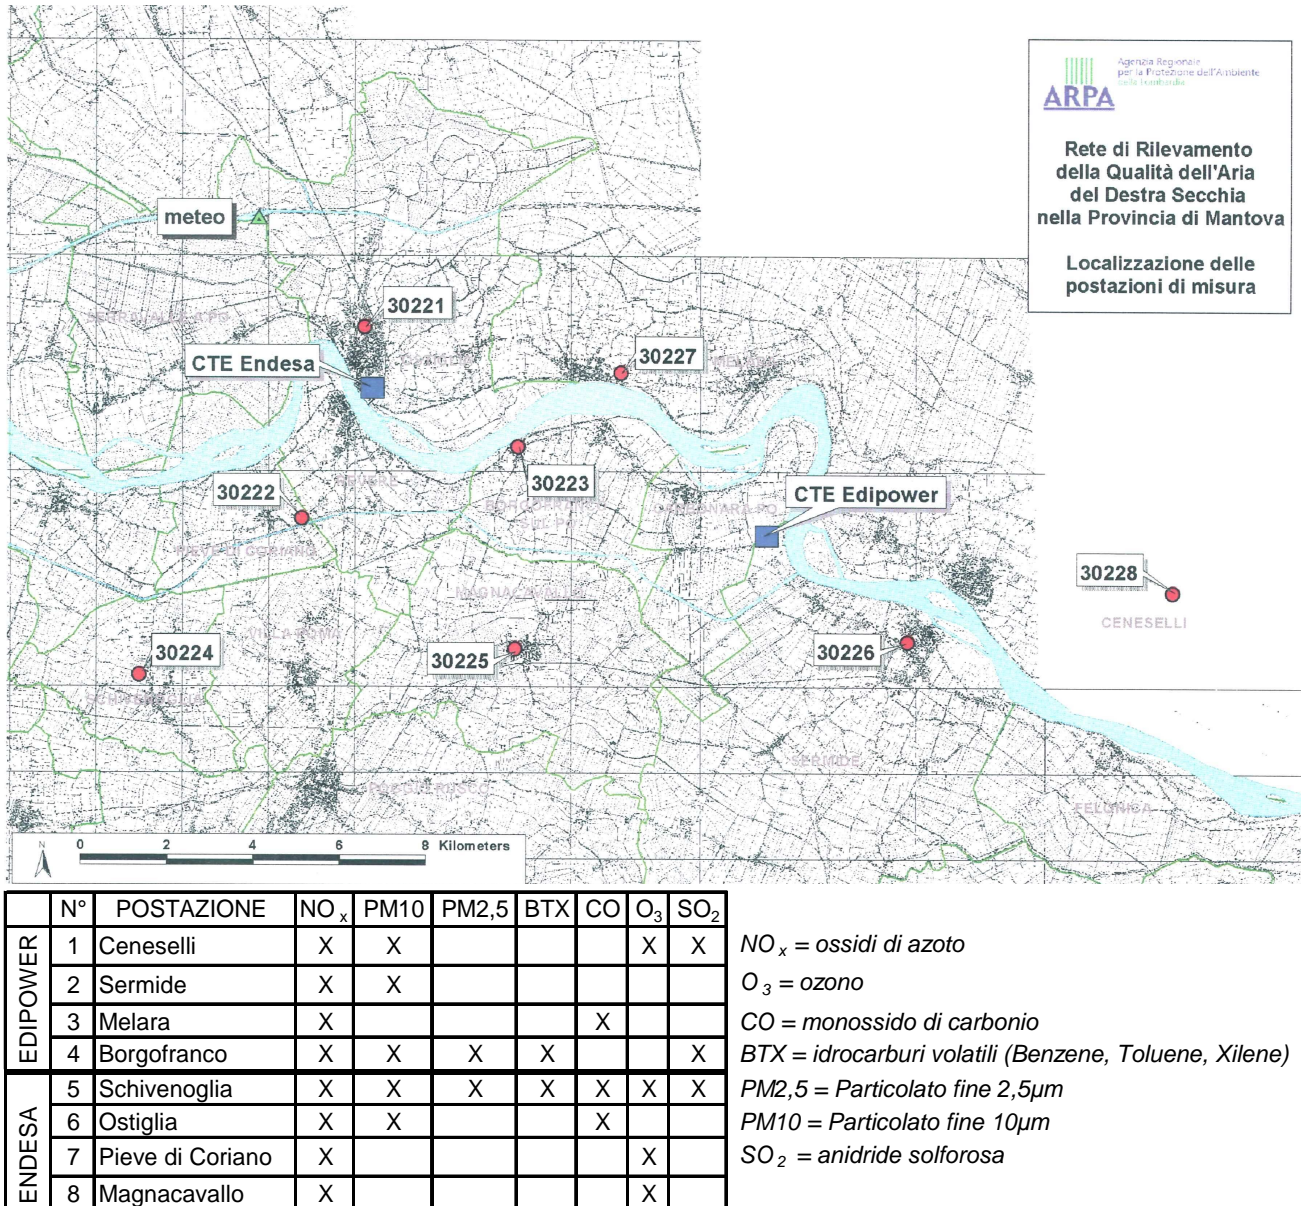 ARPA
Agenzia Regionale
per la Protezione dell'Ambiente
della Lombardia
Rete di Rilevamento
della Qualità dell'Aria
del Destra Secchia
nella Provincia di Mantova
Localizzazione delle
postazioni di misura
meteo
30221
CTE Endesa
30227
30222
30223
CTE Edipower
PIEVE DI CORIANO
30228
CENESELLI
MAGNACAVALLO
30224
30225
30226
SERMIDE
FELONICA
N
0 2 4 6 8 Kilometers
N° POSTAZIONE NOx PM10 PM2,5 BTX CO O3 SO2
EDIPOWER
1 Ceneselli X X X X
2 Sermide X X
3 Melara X X
4 Borgofranco X X X X X
ENDESA
5 Schivenoglia X X X X X X X
6 Ostiglia X X X
7 Pieve di Coriano X X
8 Magnacavallo X X
NOx = ossidi di azoto
O3 = ozono
CO = monossido di carbonio
BTX = idrocarburi volatili (Benzene, Toluene, Xilene)
PM2,5 = Particolato fine 2,5µm
PM10 = Particolato fine 10µm
SO2 = anidride solforosa